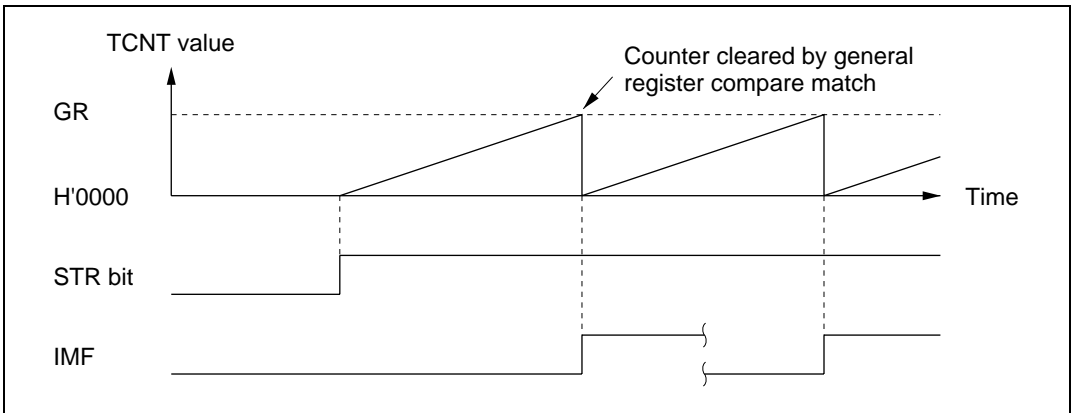 TCNT value
Counter cleared by general
register compare match
GR
H'0000
Time
STR bit
IMF